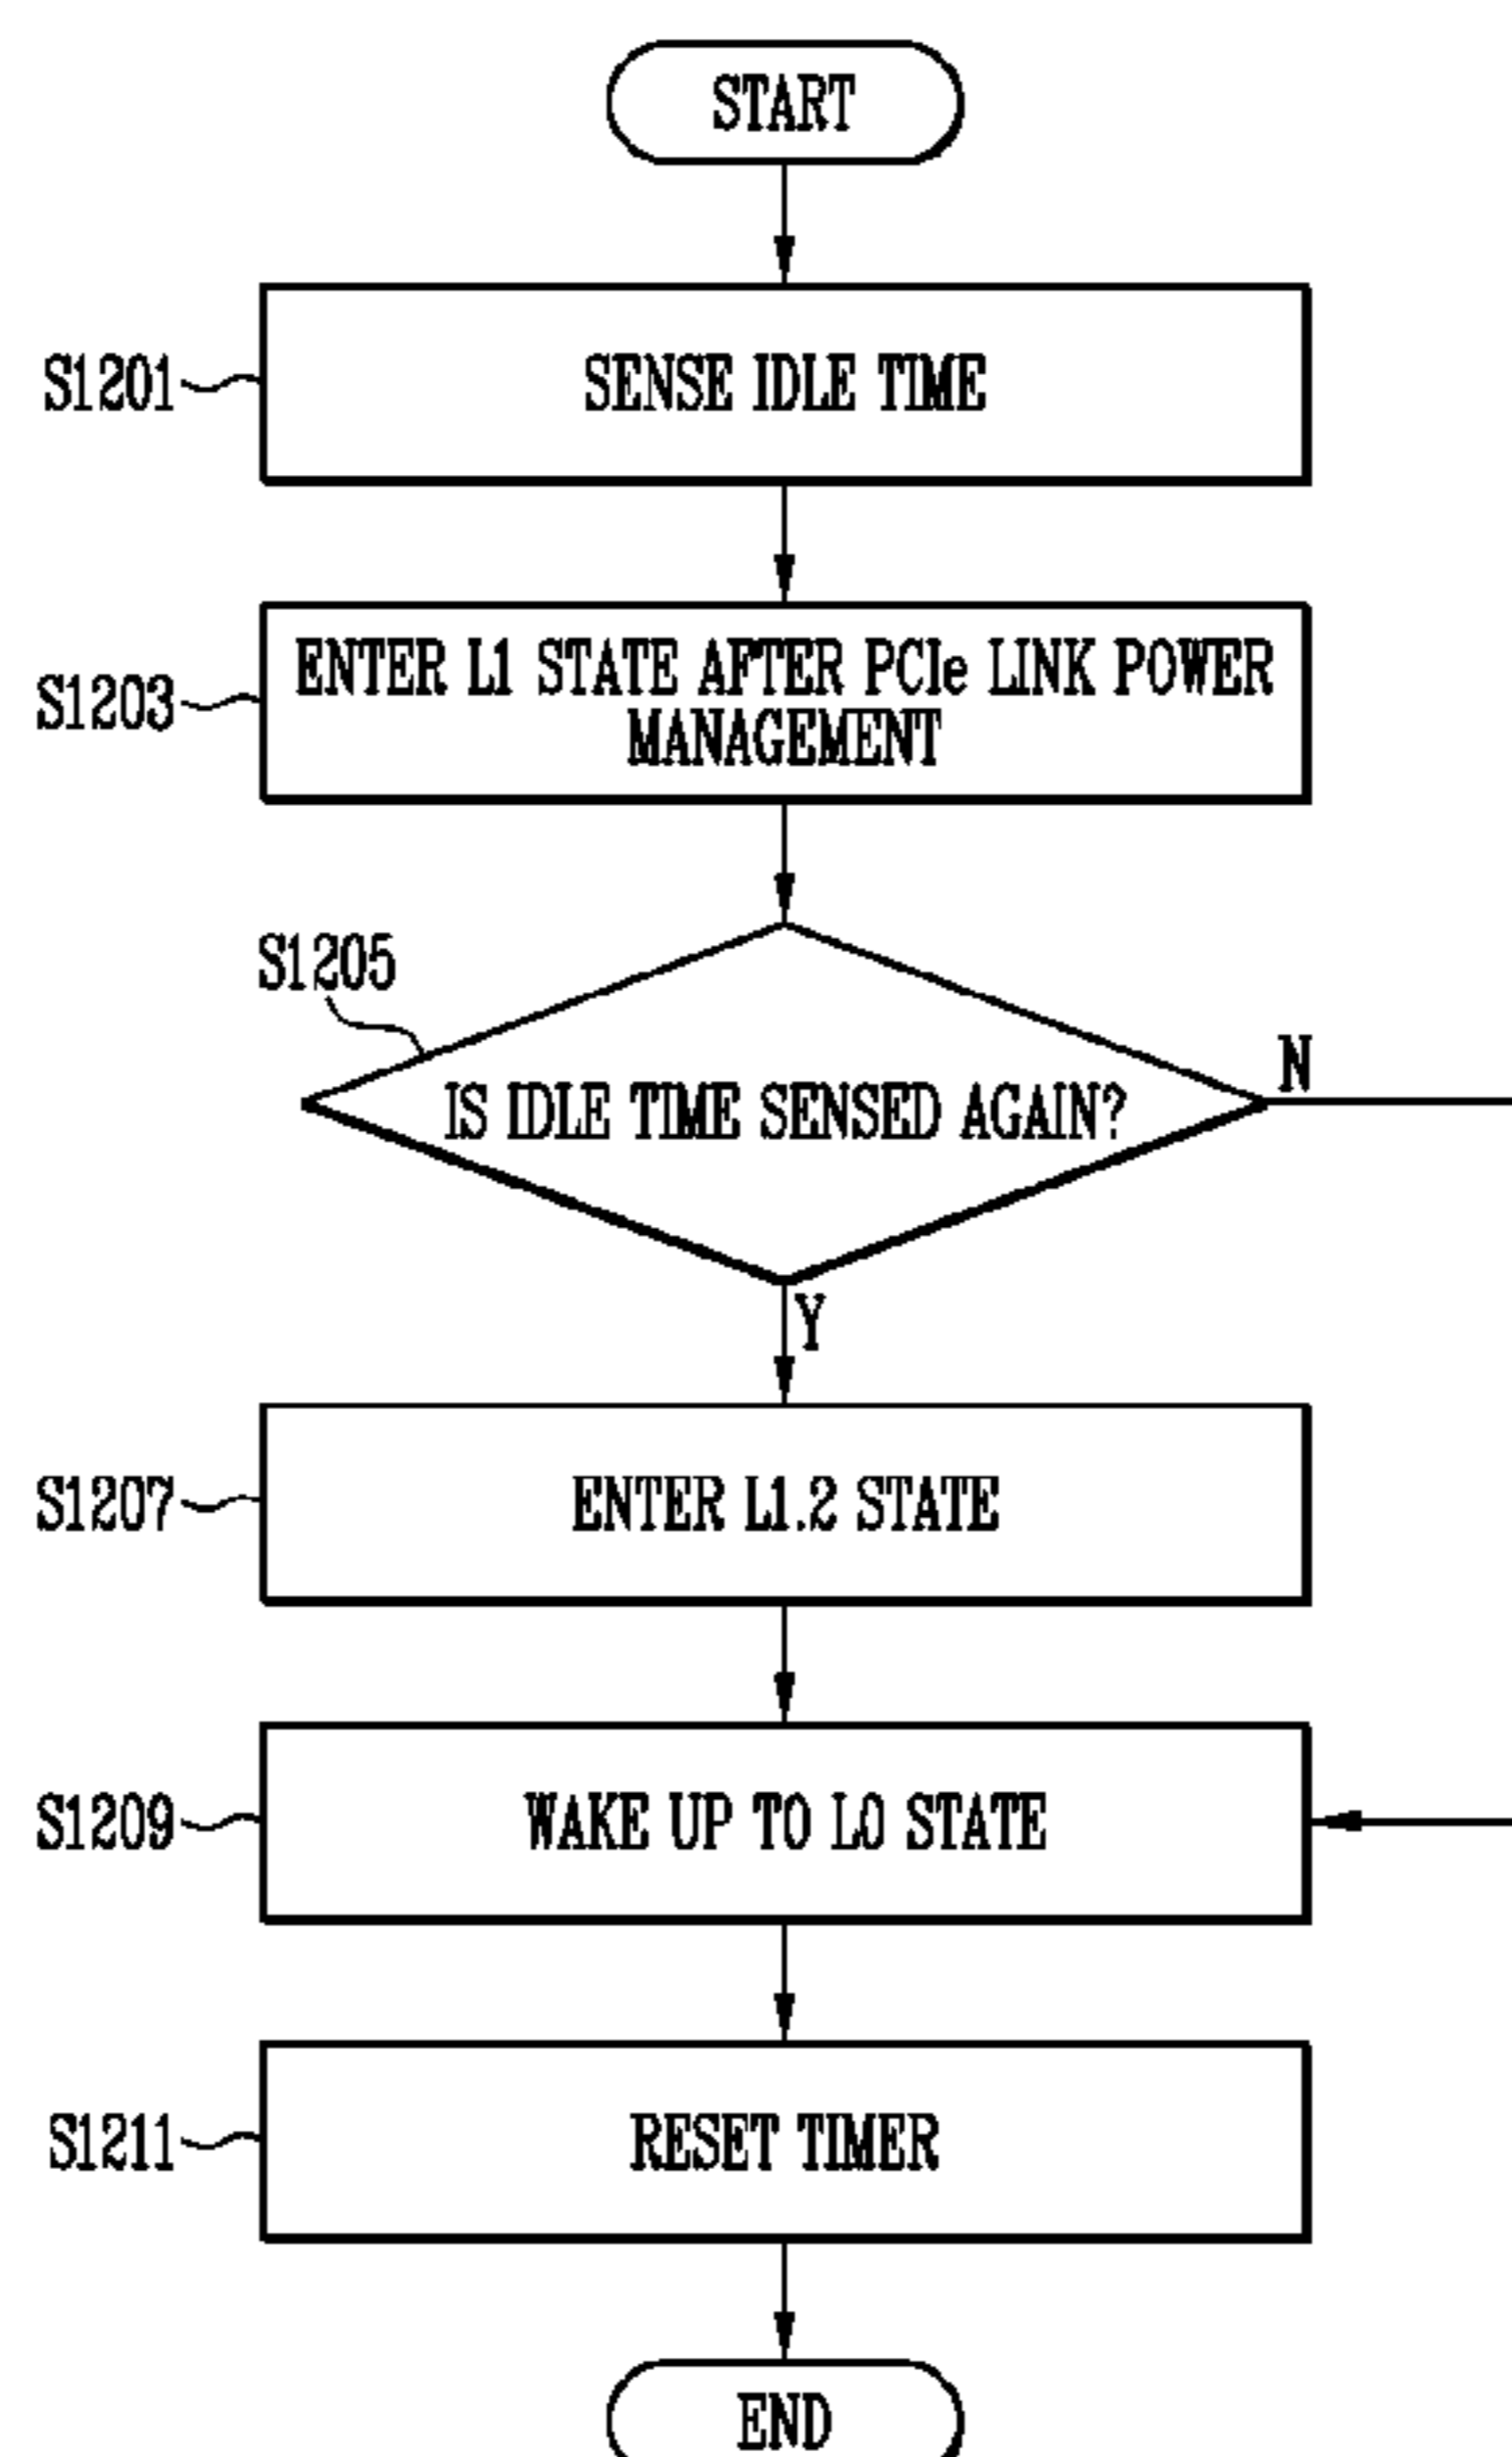 START
S1201
SENSE IDLE TIME
S1203
ENTER L1 STATE AFTER PCIe LINK POWER
MANAGEMENT
S1205
IS IDLE TIME SENSED AGAIN?
N
Y
S1207
ENTER L1.2 STATE
S1209
WAKE UP TO L0 STATE
S1211
RESET TIMER
END